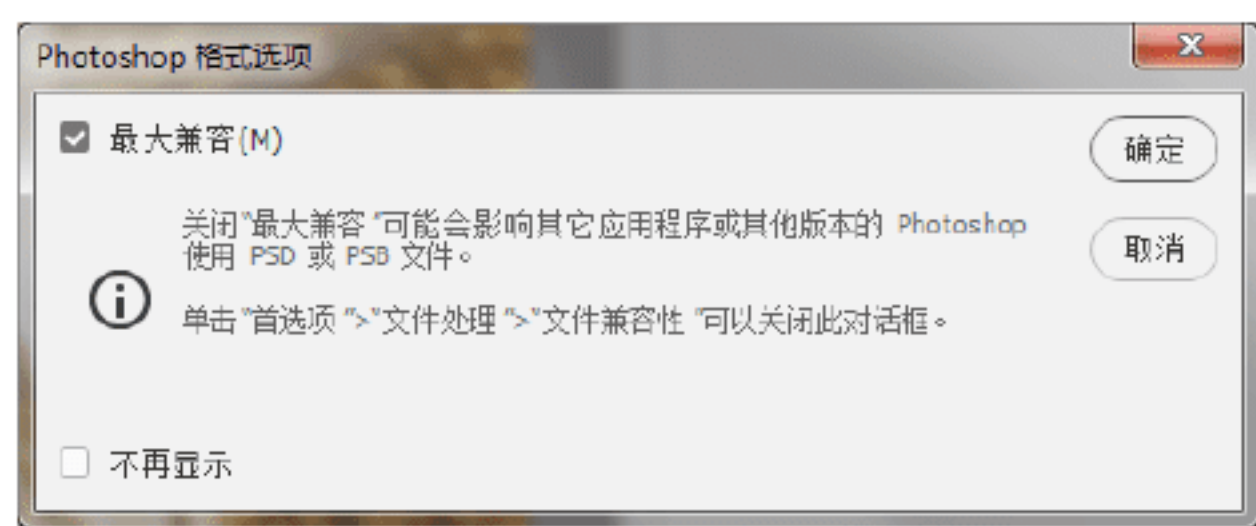 Photoshop 格式选项
最大兼容(M)
确定
关闭“最大兼容”可能会影响其它应用程序或其他版本的 Photoshop
使用 PSD 或 PSB 文件。
取消
单击“首选项”>“文件处理”>“文件兼容性”可以关闭此对话框。
不再显示